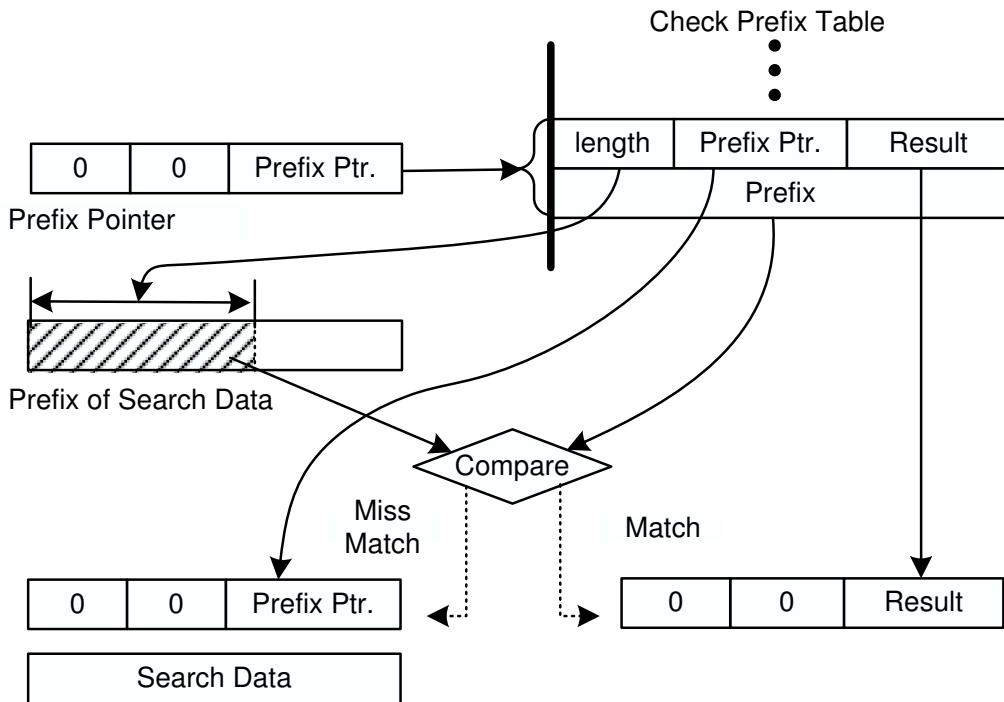 Check Prefix Table
length Prefix Ptr. Result
0 0 Prefix Ptr.
Prefix
Prefix Pointer
Prefix of Search Data
Compare
Miss
Match
Match
0 0 Prefix Ptr.
0 0 Result
Search Data